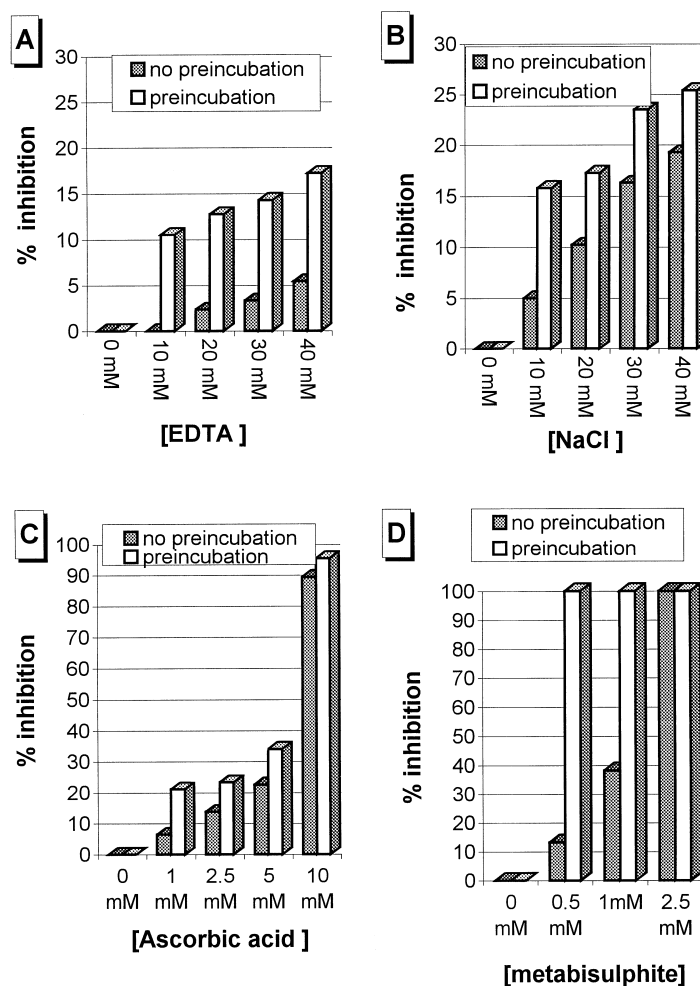 A
30
25
20
15
10
5
0
% inhibition
no preincubation
preincubation
0 mM
10 mM
20 mM
30 mM
40 mM
[EDTA ]
B
30
25
20
15
10
5
0
% inhibition
no preincubation
preincubation
0 mM
10 mM
20 mM
30 mM
40 mM
[NaCl ]
C
100
90
80
70
60
50
40
30
20
10
0
% inhibition
no preincubation
preincubation
0 1 2.5 5 10
mM mM mM mM mM
[Ascorbic acid ]
D
no preincubation
preincubation
100
90
80
70
60
50
40
30
20
10
0
% inhibition
0 0.5 1mM 2.5
mM mM mM
[metabisulphite]